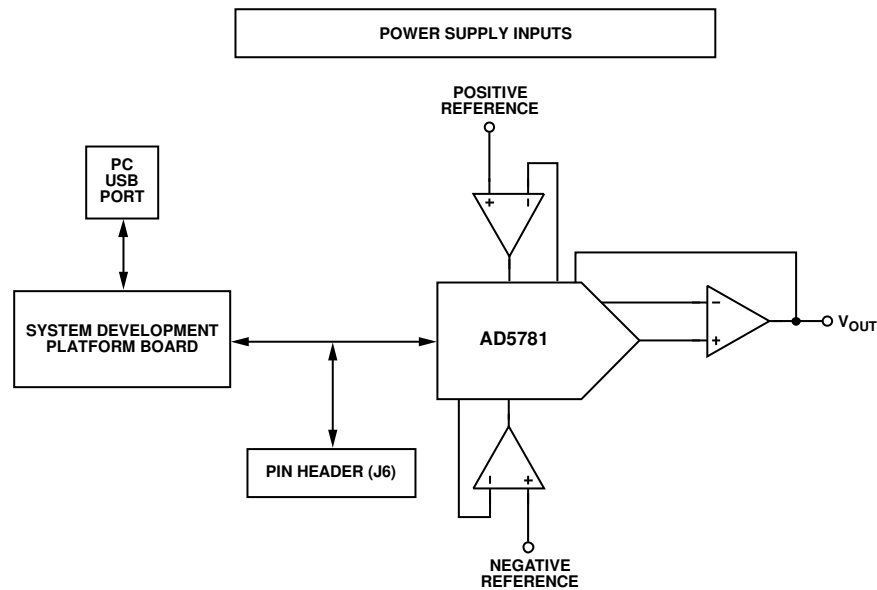 POWER SUPPLY INPUTS
POSITIVE
REFERENCE
PC
USB
PORT
+ –
SYSTEM DEVELOPMENT
PLATFORM BOARD
AD5781
–
+
VOUT
PIN HEADER (J6)
– +
NEGATIVE
REFERENCE